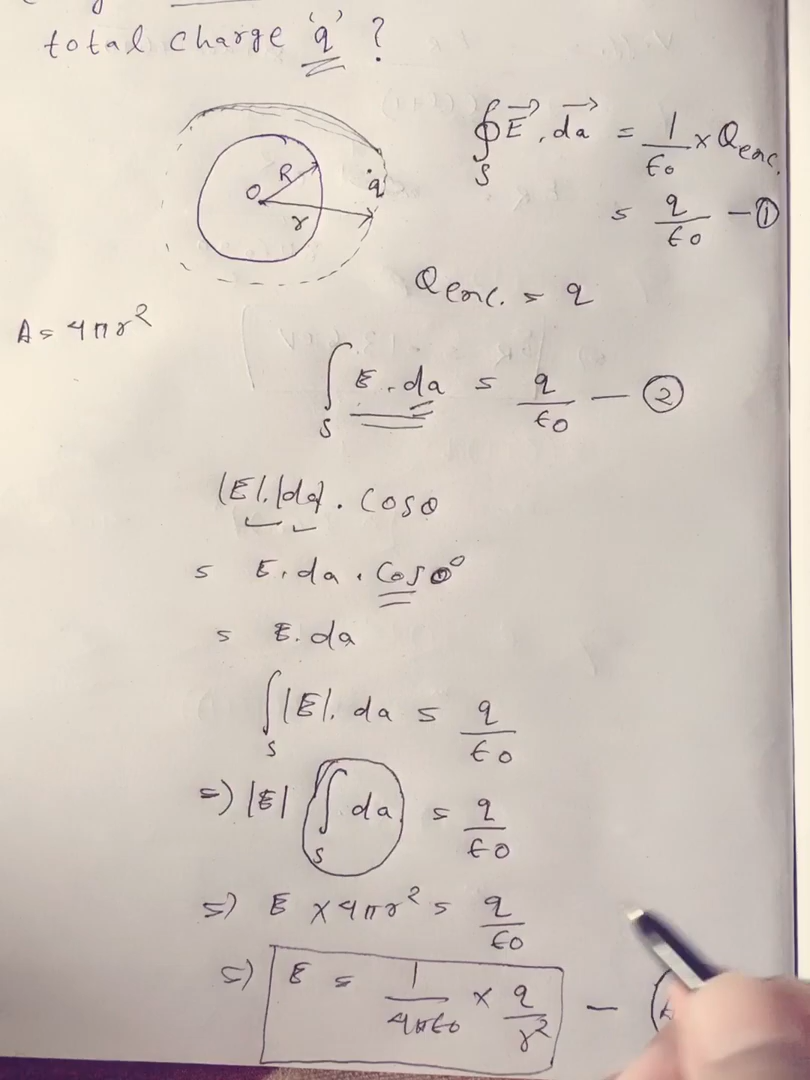 total charge 'q' ?
∮S E⃗ . da⃗ = 1/ϵ0 x Qenc.
= q/ϵ0 - ①
R
O
r
q
Qenc. = q
A = 4πr²
∫S E . da = q/ϵ0 — ②
|E|.|da| . cosθ
= E . da . cos0°
= E . da
∫S |E| . da = q/ϵ0
=) |E| ∫S da = q/ϵ0
=) E x 4πr² = q/ϵ0
=) E = 1/4πϵ0 x q/r² —